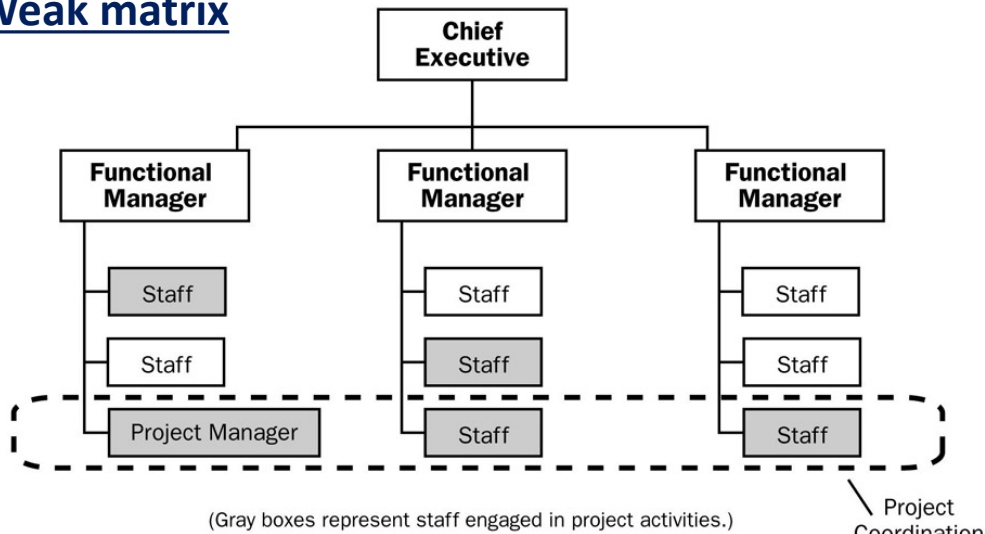 Weak matrix
Chief
Executive
Functional
Manager
Functional
Manager
Functional
Manager
Staff
Staff
Staff
Staff
Staff
Staff
Project Manager
Staff
Staff
(Gray boxes represent staff engaged in project activities.)
Project
Coordination